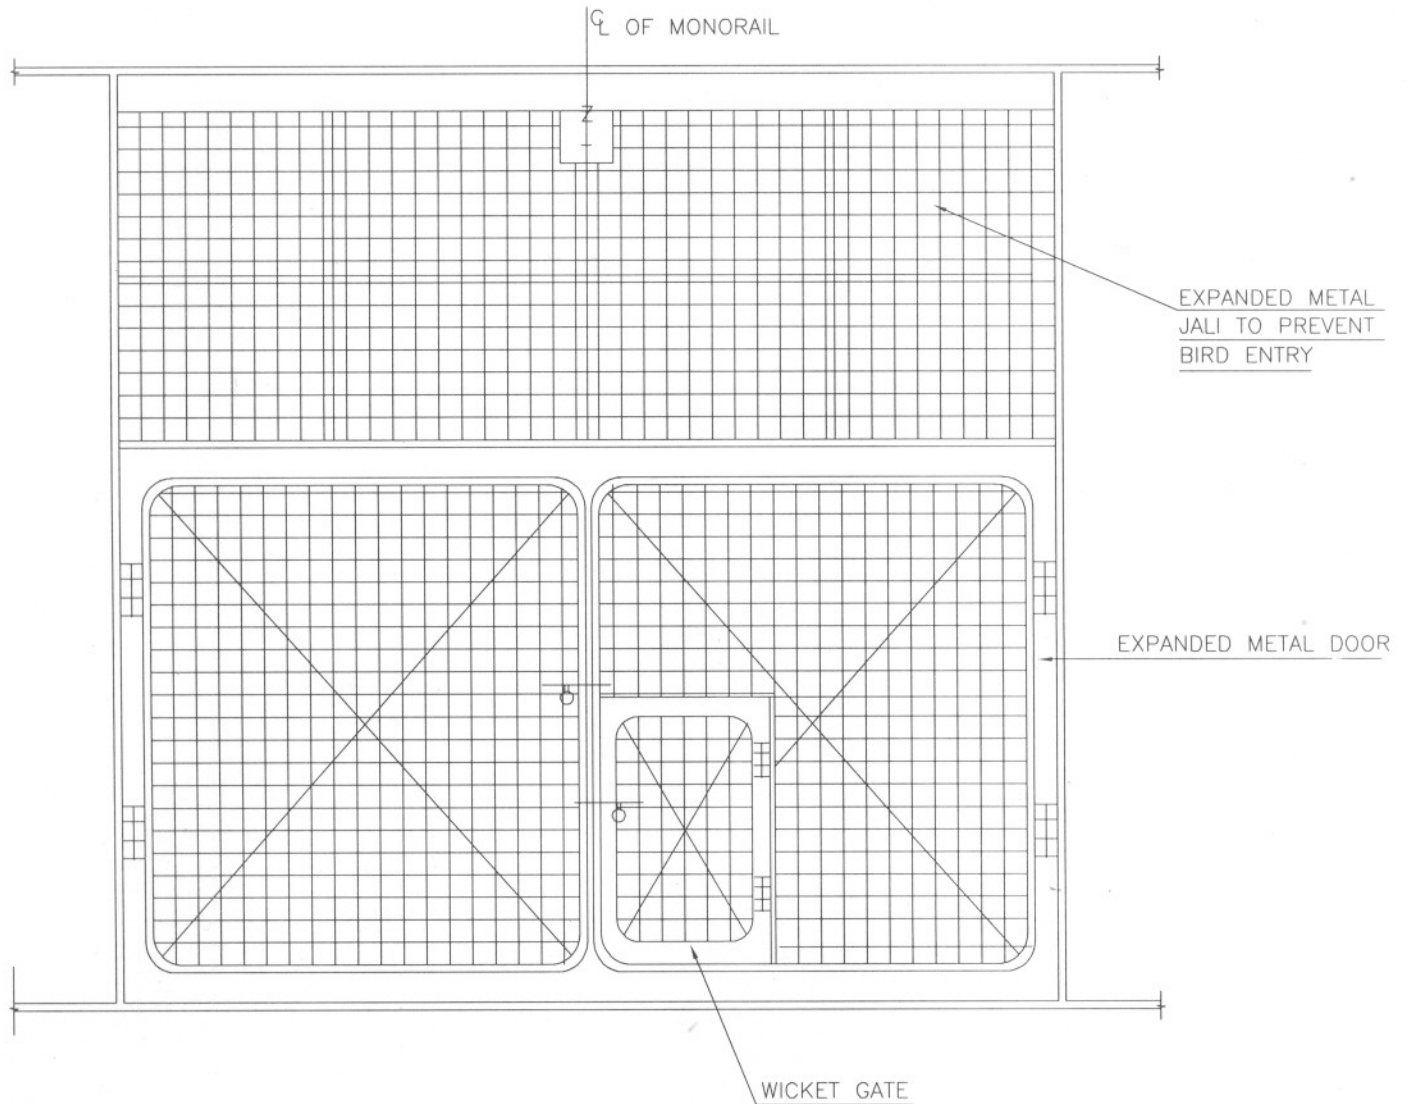 ℄ OF MONORAIL
EXPANDED METAL
JALI TO PREVENT
BIRD ENTRY
EXPANDED METAL DOOR
WICKET GATE